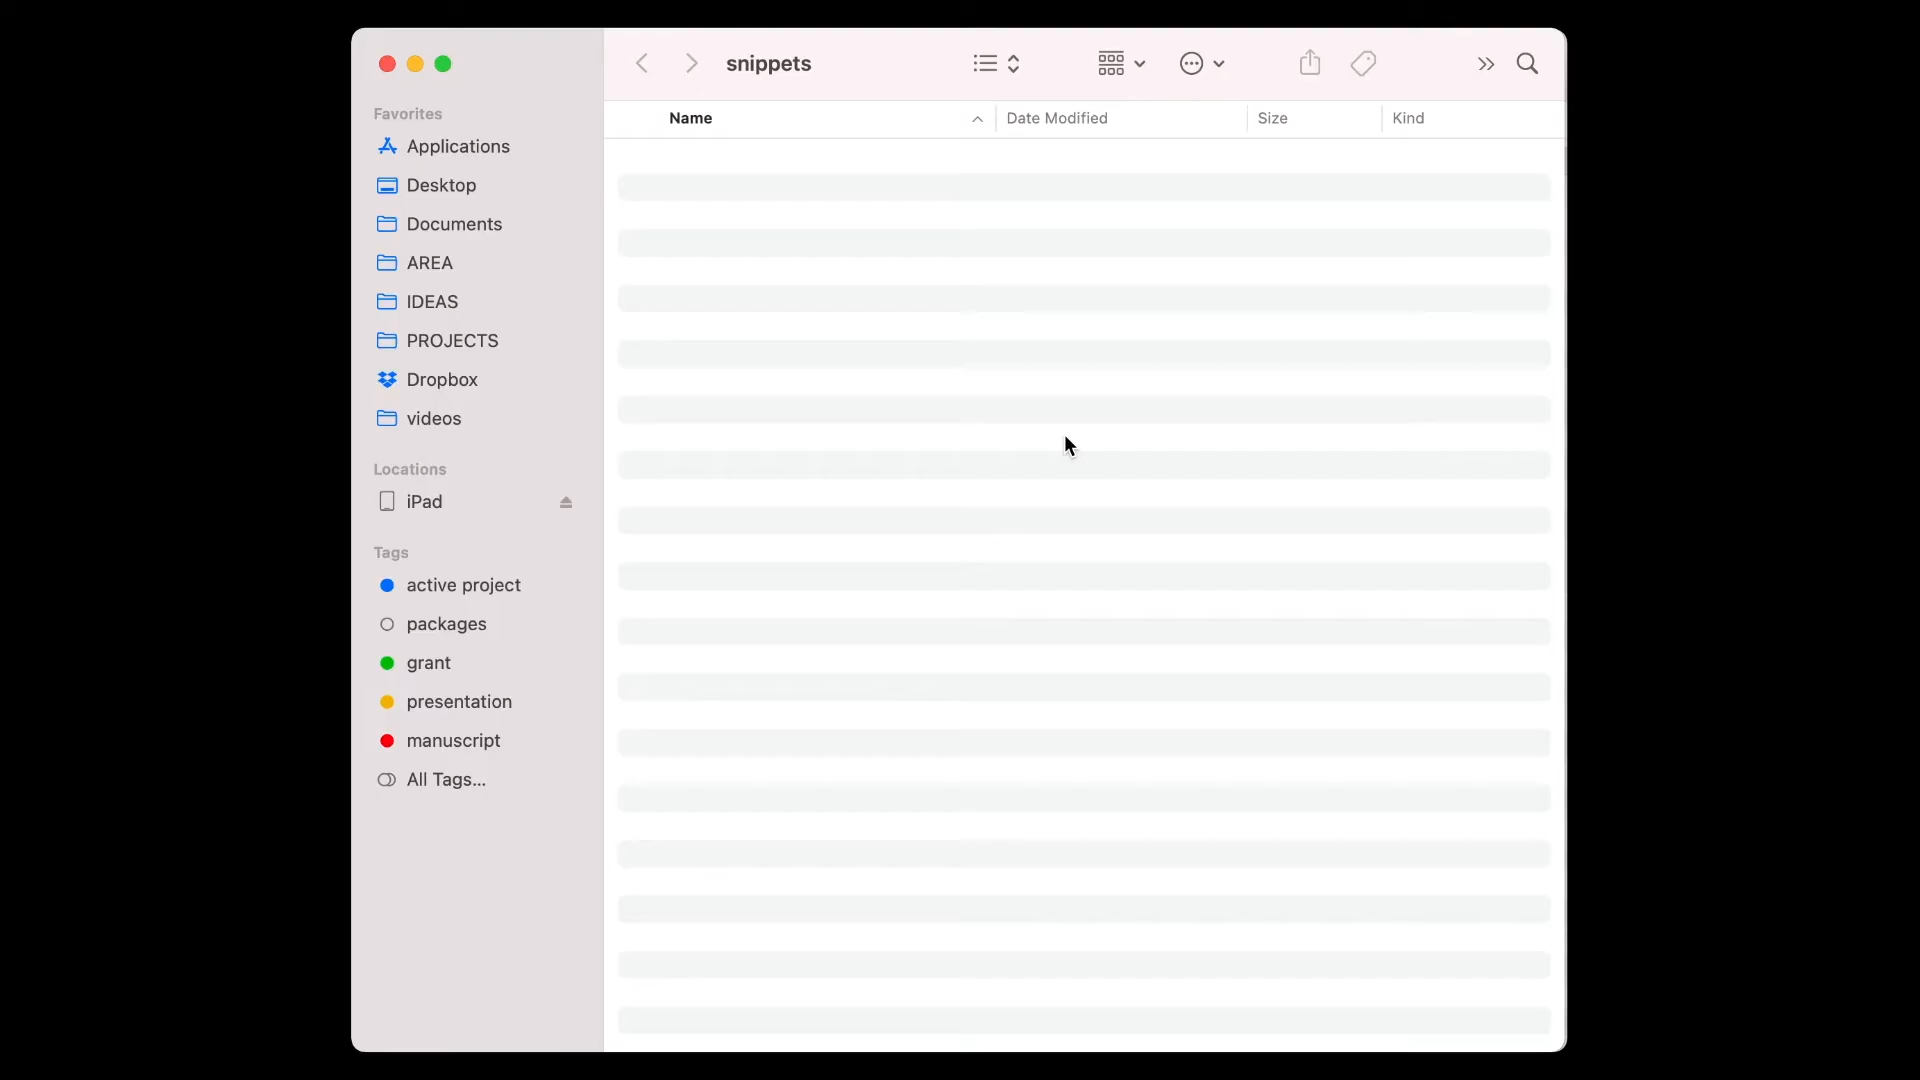 snippets
Name
Date Modified
Size
Kind
Favorites
Applications
Desktop
Documents
AREA
IDEAS
PROJECTS
Dropbox
videos
Locations
iPad
Tags
active project
packages
grant
presentation
manuscript
All Tags...